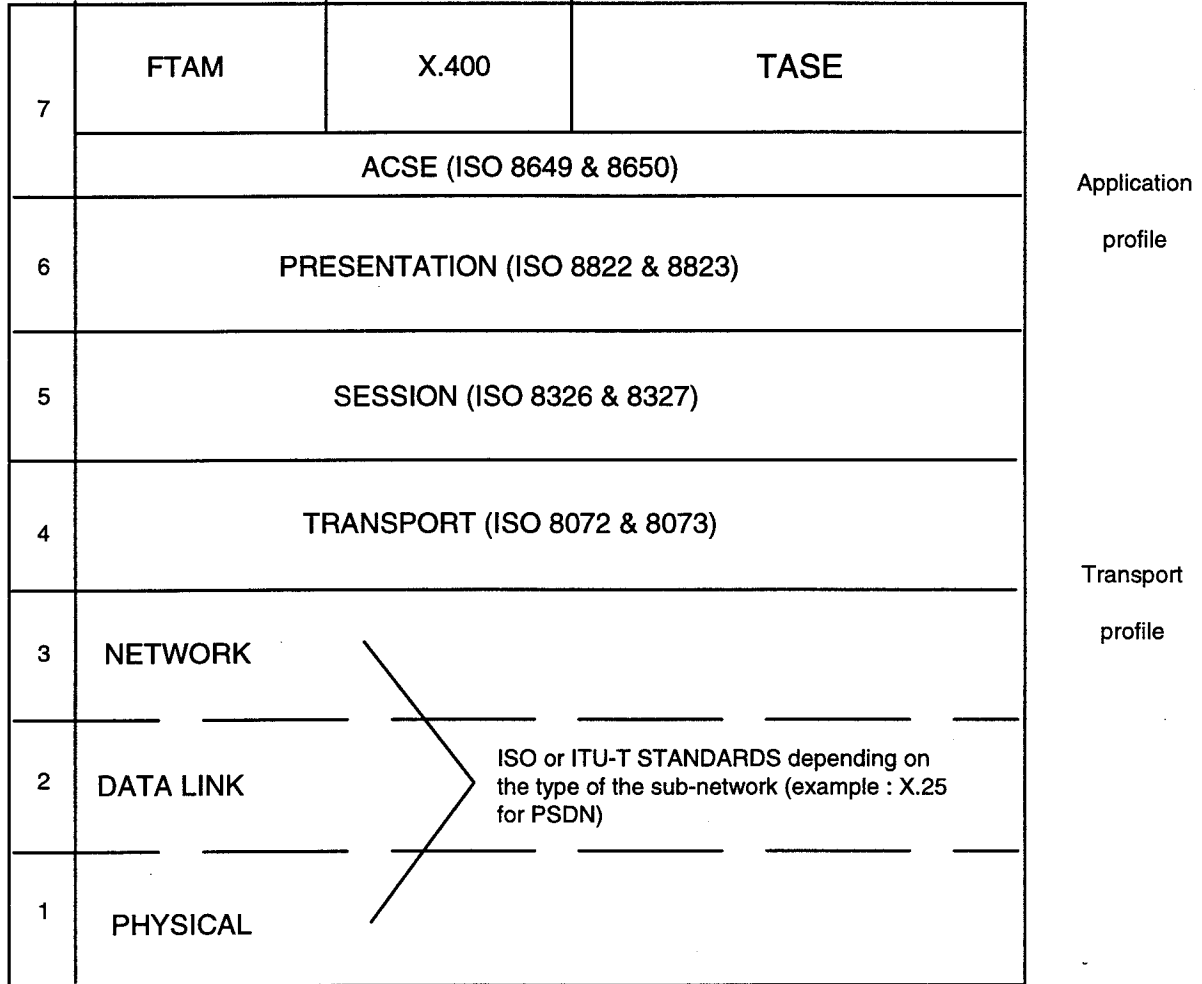 FTAM X.400 TASE
7
ACSE (ISO 8649 & 8650)
Application
profile
6 PRESENTATION (ISO 8822 & 8823)
5 SESSION (ISO 8326 & 8327)
4 TRANSPORT (ISO 8072 & 8073)
Transport
profile
3 NETWORK
2 DATA LINK
ISO or ITU-T STANDARDS depending on
the type of the sub-network (example : X.25
for PSDN)
1 PHYSICAL